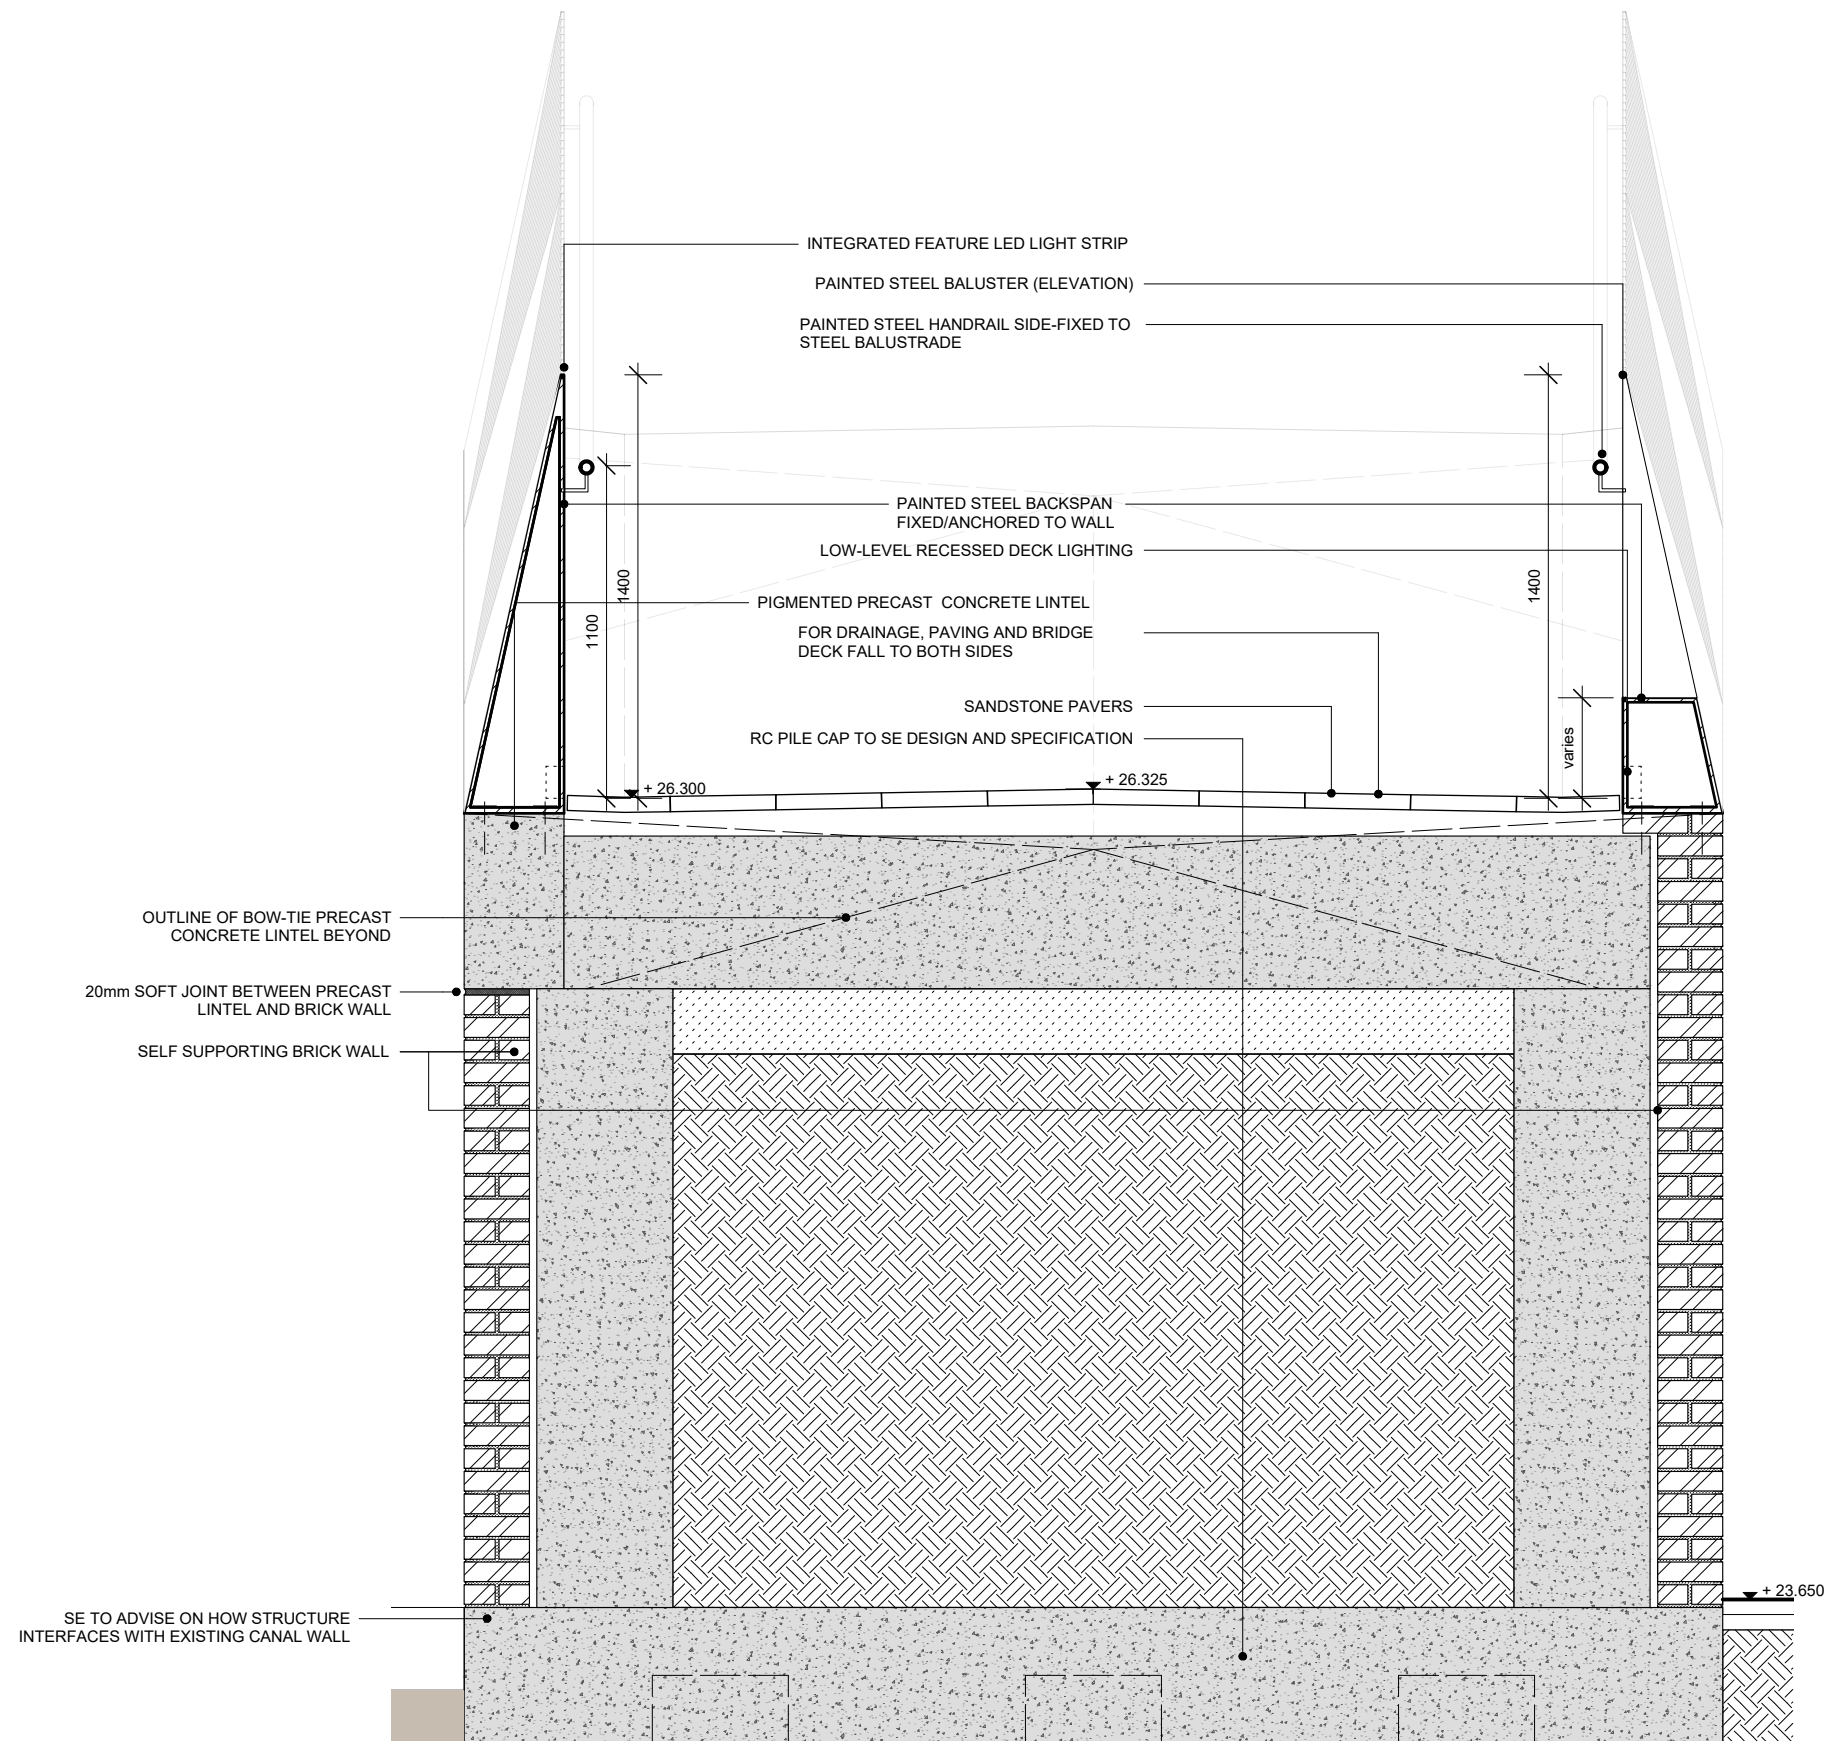 INTEGRATED FEATURE LED LIGHT STRIP
PAINTED STEEL BALUSTER (ELEVATION)
PAINTED STEEL HANDRAIL SIDE-FIXED TO
STEEL BALUSTRADE
PAINTED STEEL BACKSPAN
FIXED/ANCHORED TO WALL
LOW-LEVEL RECESSED DECK LIGHTING
1400
1400
1100
PIGMENTED PRECAST CONCRETE LINTEL
FOR DRAINAGE, PAVING AND BRIDGE
DECK FALL TO BOTH SIDES
SANDSTONE PAVERS
RC PILE CAP TO SE DESIGN AND SPECIFICATION
varies
+ 26.300
+ 26.325
OUTLINE OF BOW-TIE PRECAST
CONCRETE LINTEL BEYOND
20mm SOFT JOINT BETWEEN PRECAST
LINTEL AND BRICK WALL
SELF SUPPORTING BRICK WALL
+ 23.650
SE TO ADVISE ON HOW STRUCTURE
INTERFACES WITH EXISTING CANAL WALL